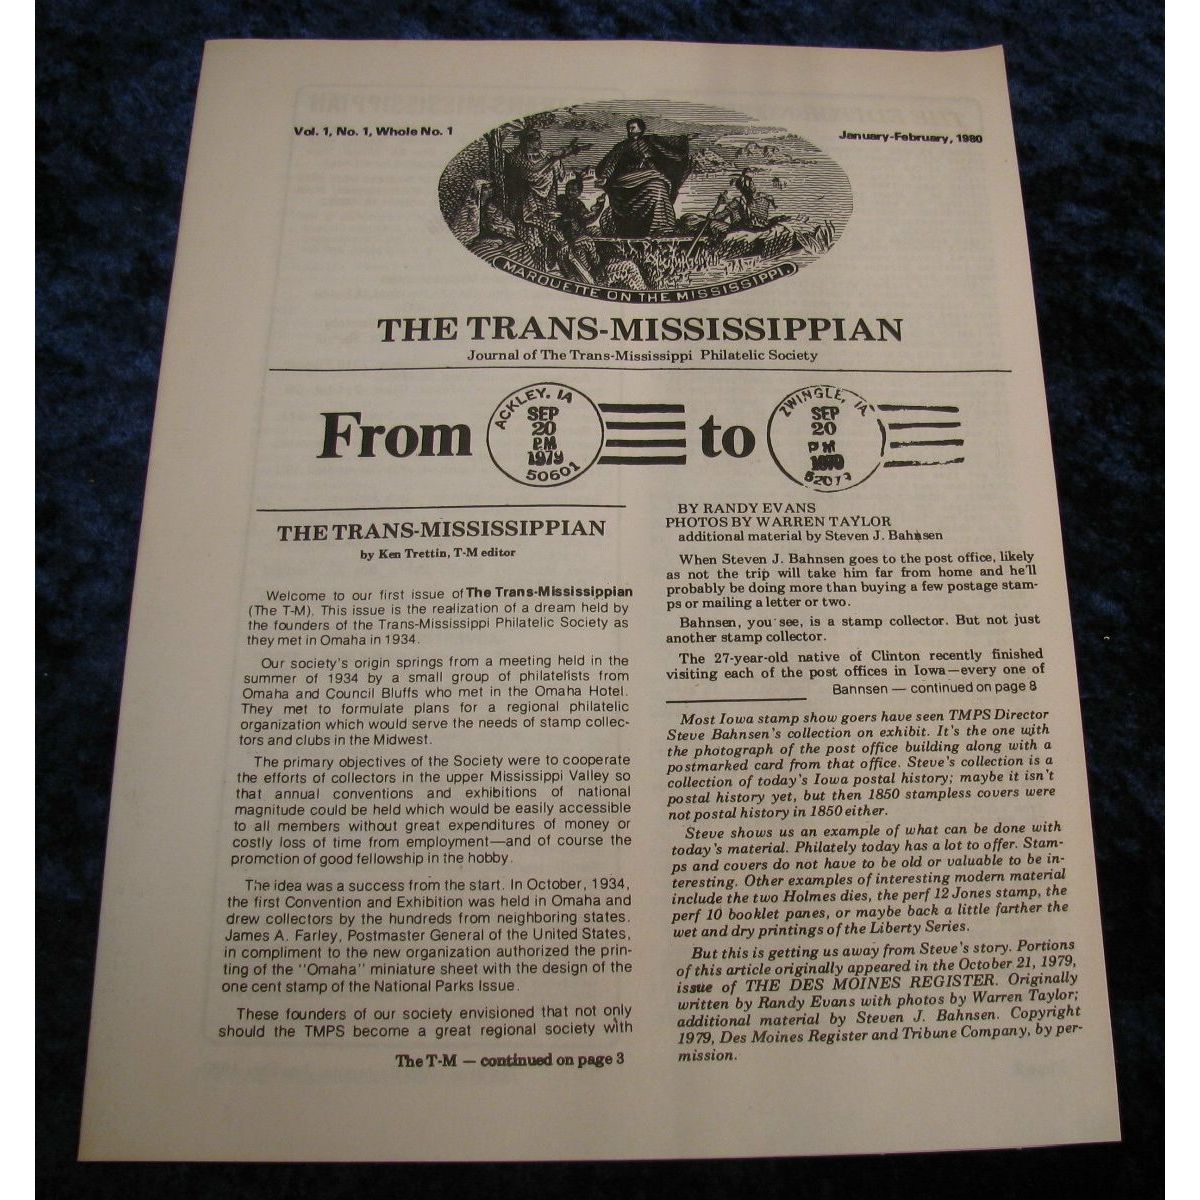 Vol. 1, No. 1, Whole No. 1
January-February, 1980
MARQUETTE ON THE MISSISSIPPI.
THE TRANS-MISSISSIPPIAN
Journal of The Trans-Mississippi Philatelic Society
From
ACKLEY, IA
SEP
20
PM
1979
50601
to
ZWINGLE, IA
SEP
20
PM
THE TRANS-MISSISSIPPIAN
by Ken Trettin, T-M editor
Welcome to our first issue of The Trans-Mississippian
(The T-M). This issue is the realization of a dream held by
the founders of the Trans-Mississippi Philatelic Society as
they met in Omaha in 1934.
Our society's origin springs from a meeting held in the
summer of 1934 by a small group of philatelists from
Omaha and Council Bluffs who met in the Omaha Hotel.
They met to formulate plans for a regional philatelic
organization which would serve the needs of stamp collec-
tors and clubs in the Midwest.
The primary objectives of the Society were to cooperate
the efforts of collectors in the upper Mississippi Valley so
that annual conventions and exhibitions of national
magnitude could be held which would be easily accessible
to all members without great expenditures of money or
costly loss of time from employment—and of course the
promotion of good fellowship in the hobby.
The idea was a success from the start. In October, 1934,
the first Convention and Exhibition was held in Omaha and
drew collectors by the hundreds from neighboring states.
James A. Farley, Postmaster General of the United States,
in compliment to the new organization authorized the prin-
ting of the "Omaha" miniature sheet with the design of the
one cent stamp of the National Parks Issue.
These founders of our society envisioned that not only
should the TMPS become a great regional society with
The T-M — continued on page 3
BY RANDY EVANS
PHOTOS BY WARREN TAYLOR
additional material by Steven J. Bahnsen
When Steven J. Bahnsen goes to the post office, likely
as not the trip will take him far from home and he'll
probably be doing more than buying a few postage stam-
ps or mailing a letter or two.
Bahnsen, you see, is a stamp collector. But not just
another stamp collector.
The 27-year-old native of Clinton recently finished
visiting each of the post offices in Iowa—every one of
Bahnsen — continued on page 8
Most Iowa stamp show goers have seen TMPS Director
Steve Bahnsen's collection on exhibit. It's the one with
the photograph of the post office building along with a
postmarked card from that office. Steve's collection is a
collection of today's Iowa postal history; maybe it isn't
postal history yet, but then 1850 stampless covers were
not postal history in 1850 either.
Steve shows us an example of what can be done with
today's material. Philately today has a lot to offer. Stam-
ps and covers do not have to be old or valuable to be in-
teresting. Other examples of interesting modern material
include the two Holmes dies, the perf 12 Jones stamp, the
perf 10 booklet panes, or maybe back a little farther the
wet and dry printings of the Liberty Series.
But this is getting us away from Steve's story. Portions
of this article originally appeared in the October 21, 1979,
issue of THE DES MOINES REGISTER. Originally
written by Randy Evans with photos by Warren Taylor;
additional material by Steven J. Bahnsen. Copyright
1979, Des Moines Register and Tribune Company, by per-
mission.